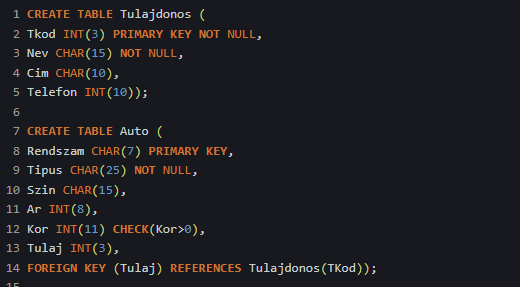 1 CREATE TABLE Tulajdonos (
2 Tkod INT(3) PRIMARY KEY NOT NULL,
3 Nev CHAR(15) NOT NULL,
4 Cim CHAR(10),
5 Telefon INT(10));
6
7 CREATE TABLE Auto (
8 Rendszam CHAR(7) PRIMARY KEY,
9 Tipus CHAR(25) NOT NULL,
10 Szin CHAR(15),
11 Ar INT(8),
12 Kor INT(11) CHECK(Kor>0),
13 Tulaj INT(3),
14 FOREIGN KEY (Tulaj) REFERENCES Tulajdonos(TKod));